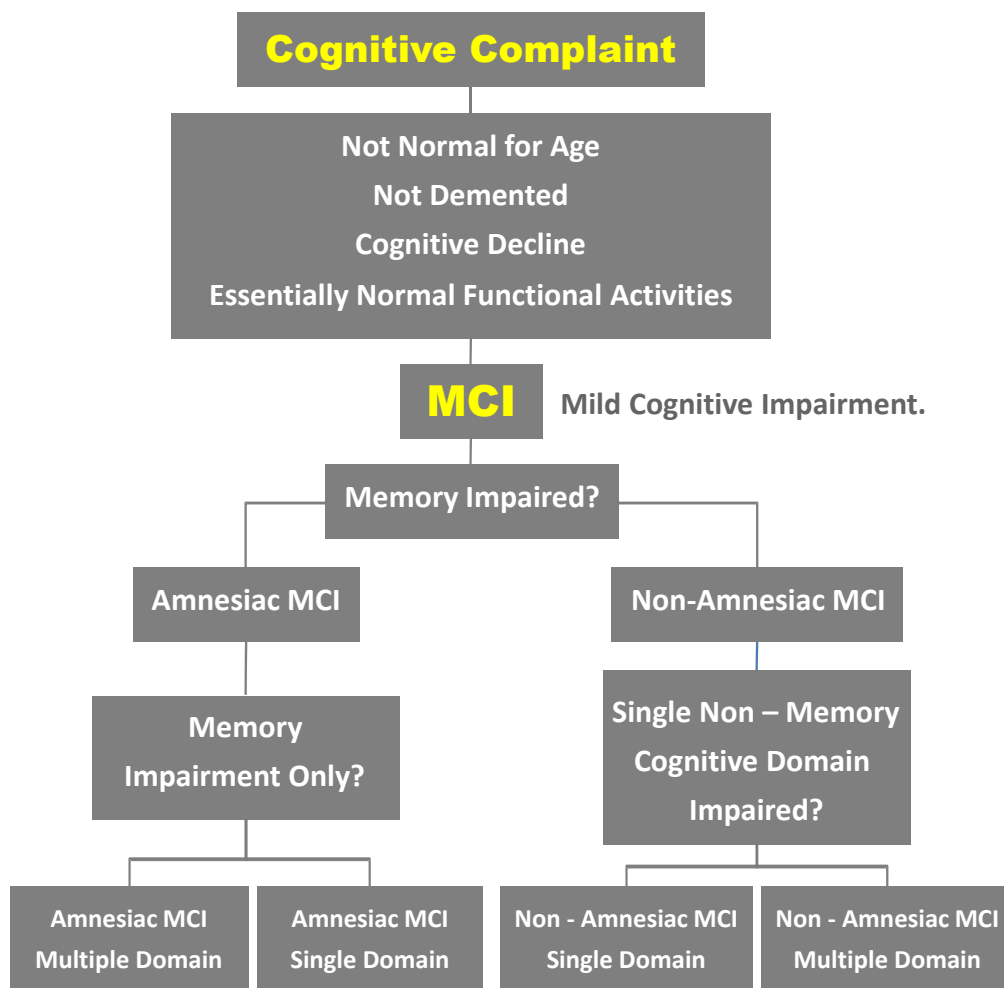 Cognitive Complaint
Not Normal for Age
Not Demented
Cognitive Decline
Essentially Normal Functional Activities
MCI
Mild Cognitive Impairment.
Memory Impaired?
Amnesiac MCI
Non-Amnesiac MCI
Memory
Impairment Only?
Single Non – Memory
Cognitive Domain
Impaired?
Amnesiac MCI
Multiple Domain
Amnesiac MCI
Single Domain
Non - Amnesiac MCI
Single Domain
Non - Amnesiac MCI
Multiple Domain